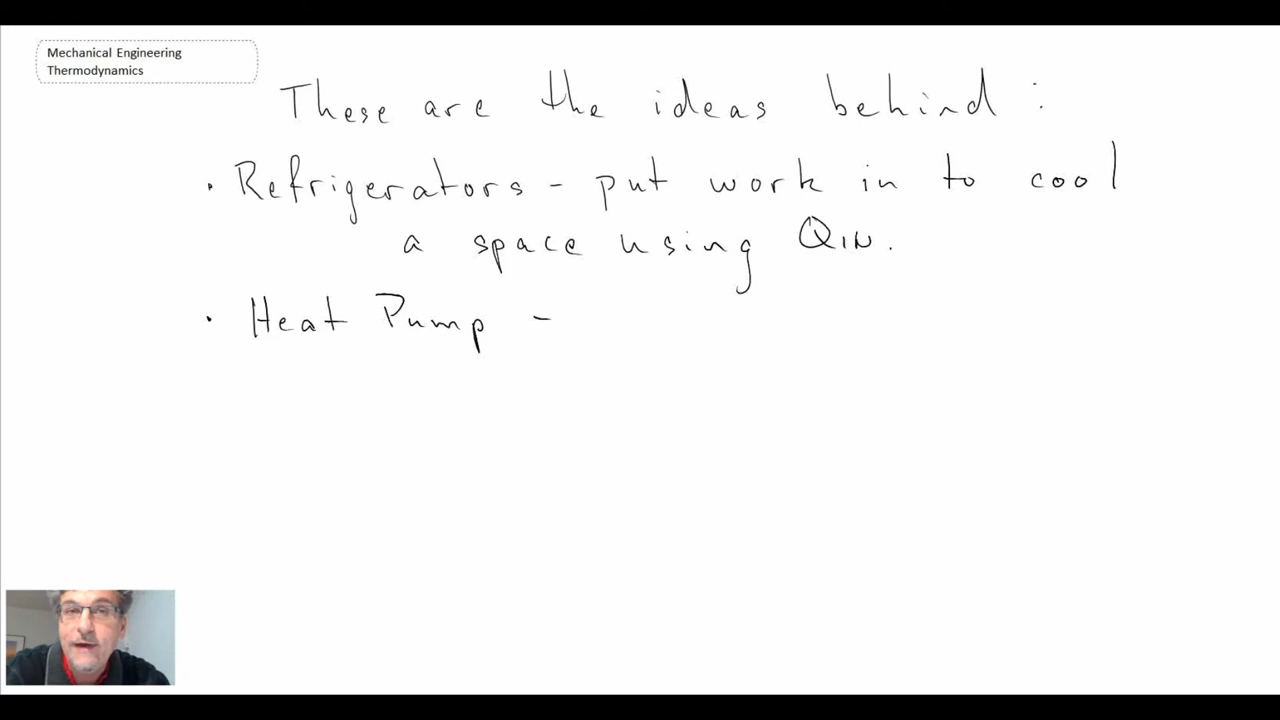 Mechanical Engineering
Thermodynamics
These are the ideas behind :
· Refrigerators - put work in to cool
a space using QIN.
· Heat Pump -